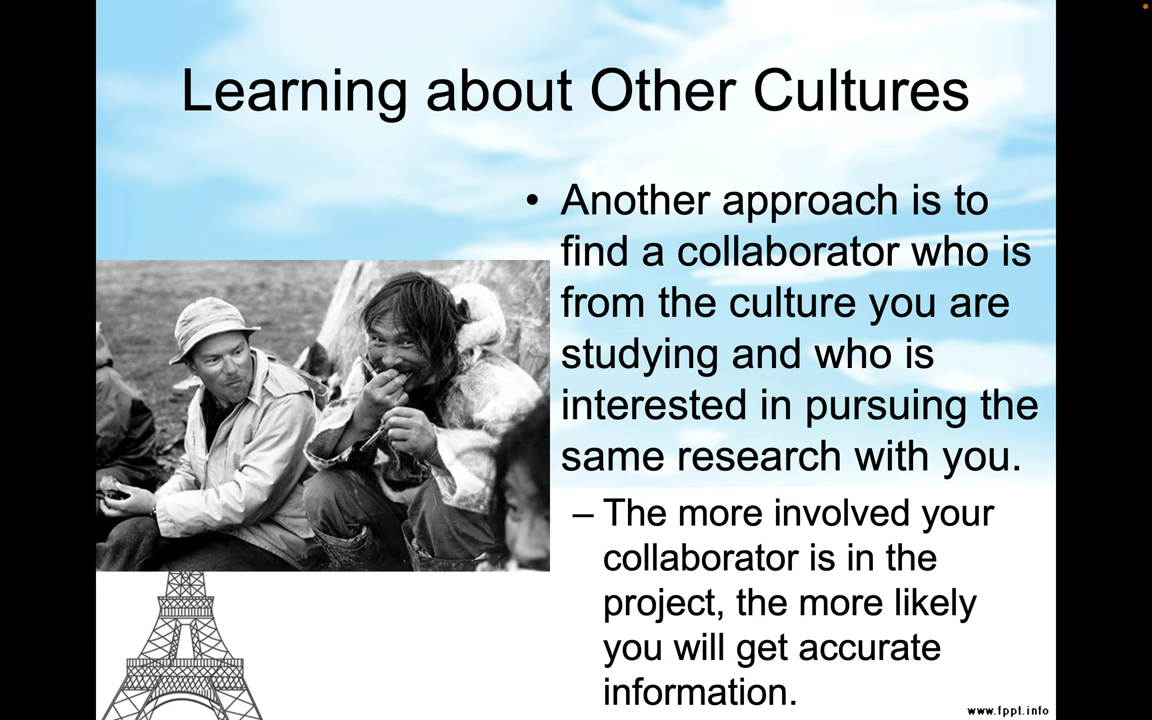 Learning about Other Cultures
• Another approach is to
find a collaborator who is
from the culture you are
studying and who is
interested in pursuing the
same research with you.
– The more involved your
collaborator is in the
project, the more likely
you will get accurate
information.
www.fppt.info